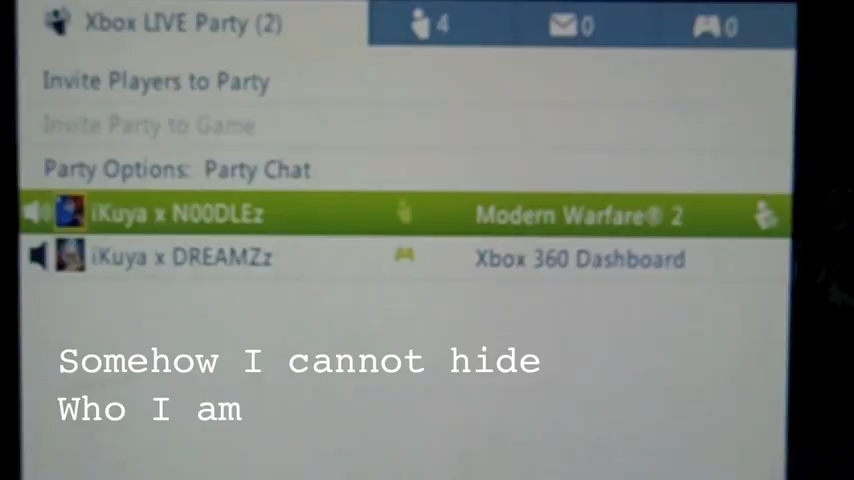 Xbox LIVE Party (2) 4 0 0
Invite Players to Party
Invite Party to Game
Party Options: Party Chat
iKuya x N00DLEz Modern Warfare® 2
iKuya x DREAMZz Xbox 360 Dashboard
Somehow I cannot hide
Who I am